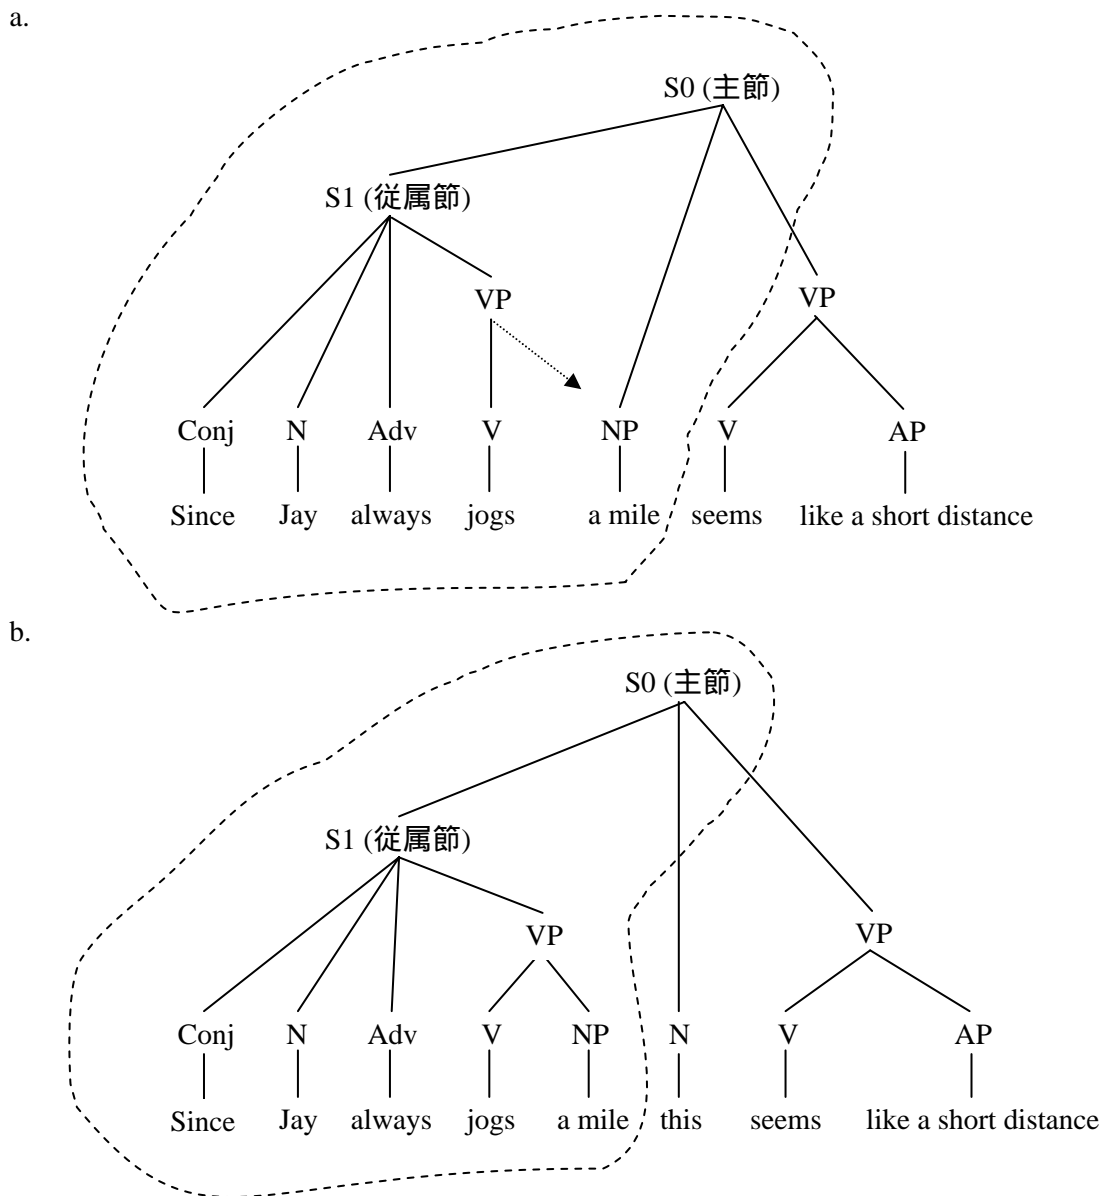 a.
S0 (主節)
S1 (従属節)
VP VP
Conj N Adv V NP V AP
Since Jay always jogs a mile seems like a short distance
b.
S0 (主節)
S1 (従属節)
VP VP
Conj N Adv V NP N V AP
Since Jay always jogs a mile this seems like a short distance